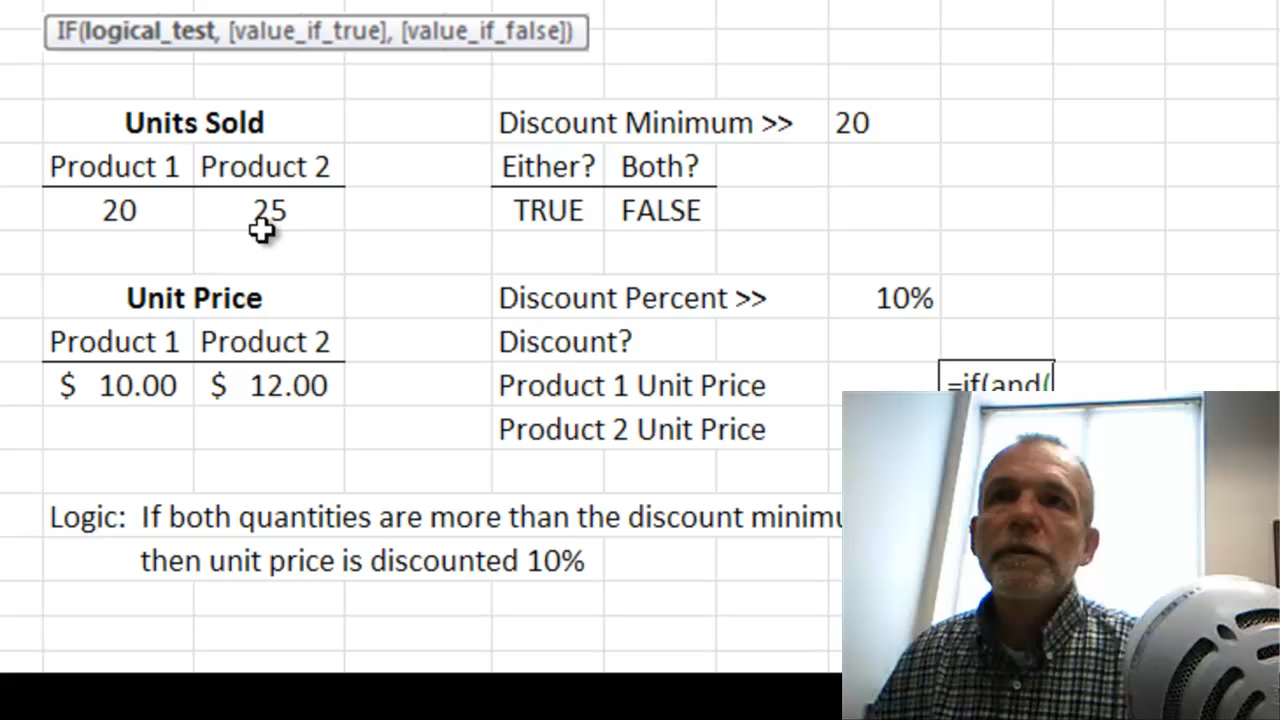 IF(logical_test, [value_if_true], [value_if_false])
Units Sold
Discount Minimum >> 20
Product 1 Product 2
Either? Both?
20 25
TRUE FALSE
Unit Price
Discount Percent >> 10%
Product 1 Product 2
Discount?
$ 10.00 $ 12.00
Product 1 Unit Price
=if(and(
Product 2 Unit Price
Logic: If both quantities are more than the discount minimu
then unit price is discounted 10%